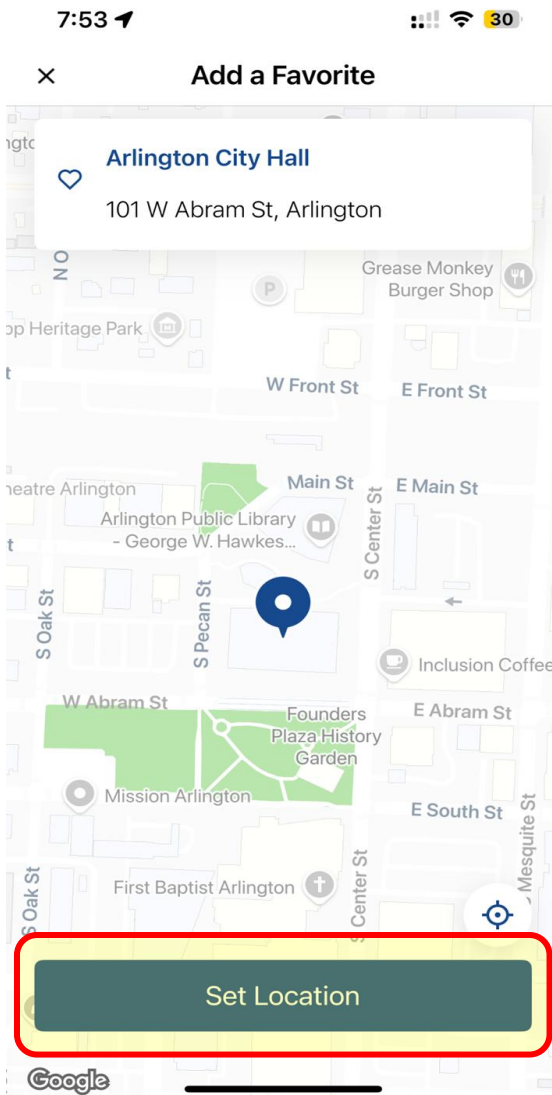 7:53
30
Add a Favorite
Arlington City Hall
101 W Abram St, Arlington
N O
Grease Monkey
Burger Shop
P
Heritage Park
W Front St
E Front St
Main St
E Main St
Theatre Arlington
Arlington Public Library
- George W. Hawkes...
S Center St
S Oak St
S Pecan St
Inclusion Coffee
W Abram St
E Abram St
Founders
Plaza History
Garden
Mission Arlington
E South St
Mesquite St
First Baptist Arlington
S Center St
S Oak St
Set Location
Google